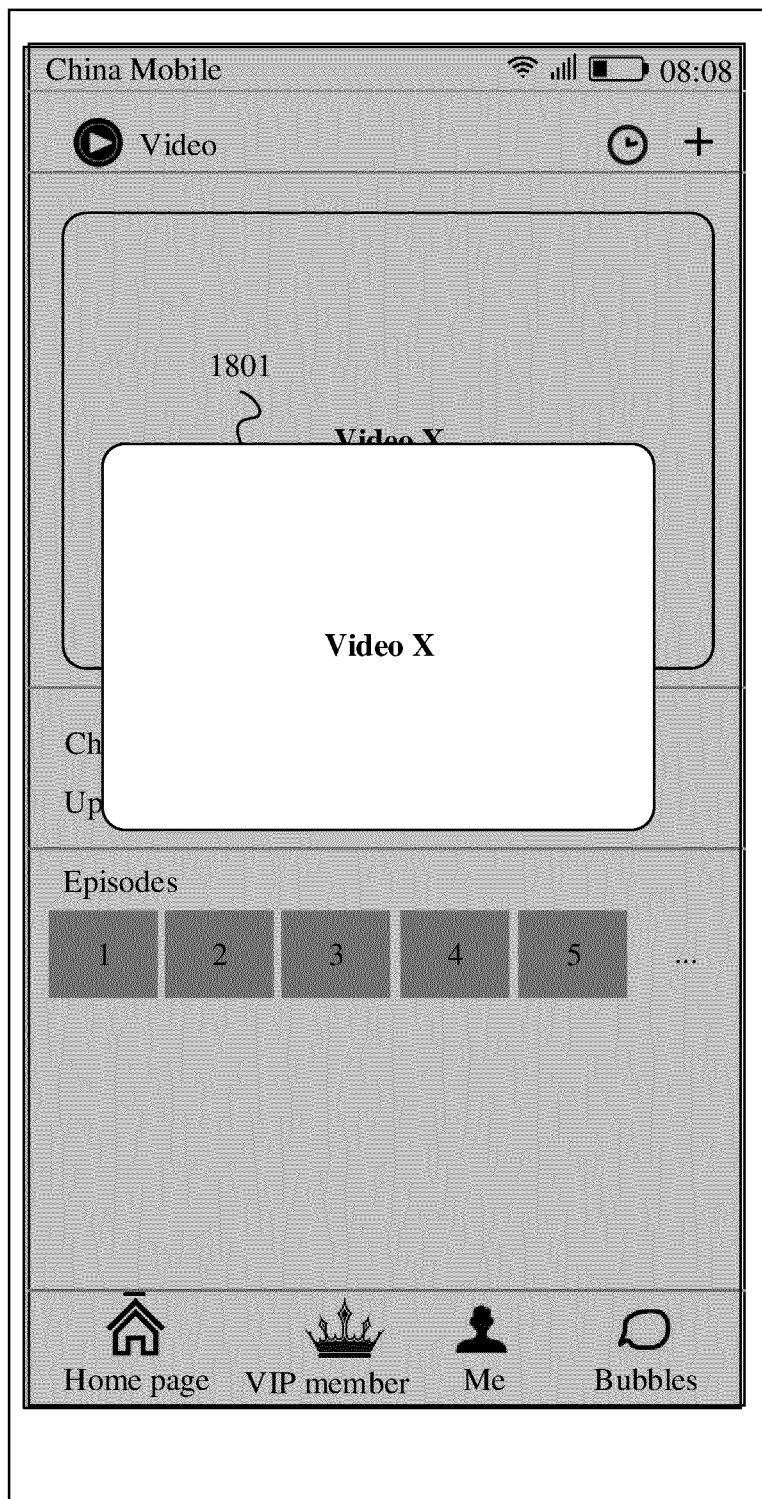 China Mobile 08:08
Video
1801
Video X
Video X
Ch
Up
Episodes
1 2 3 4 5 ...
Home page VIP member Me Bubbles